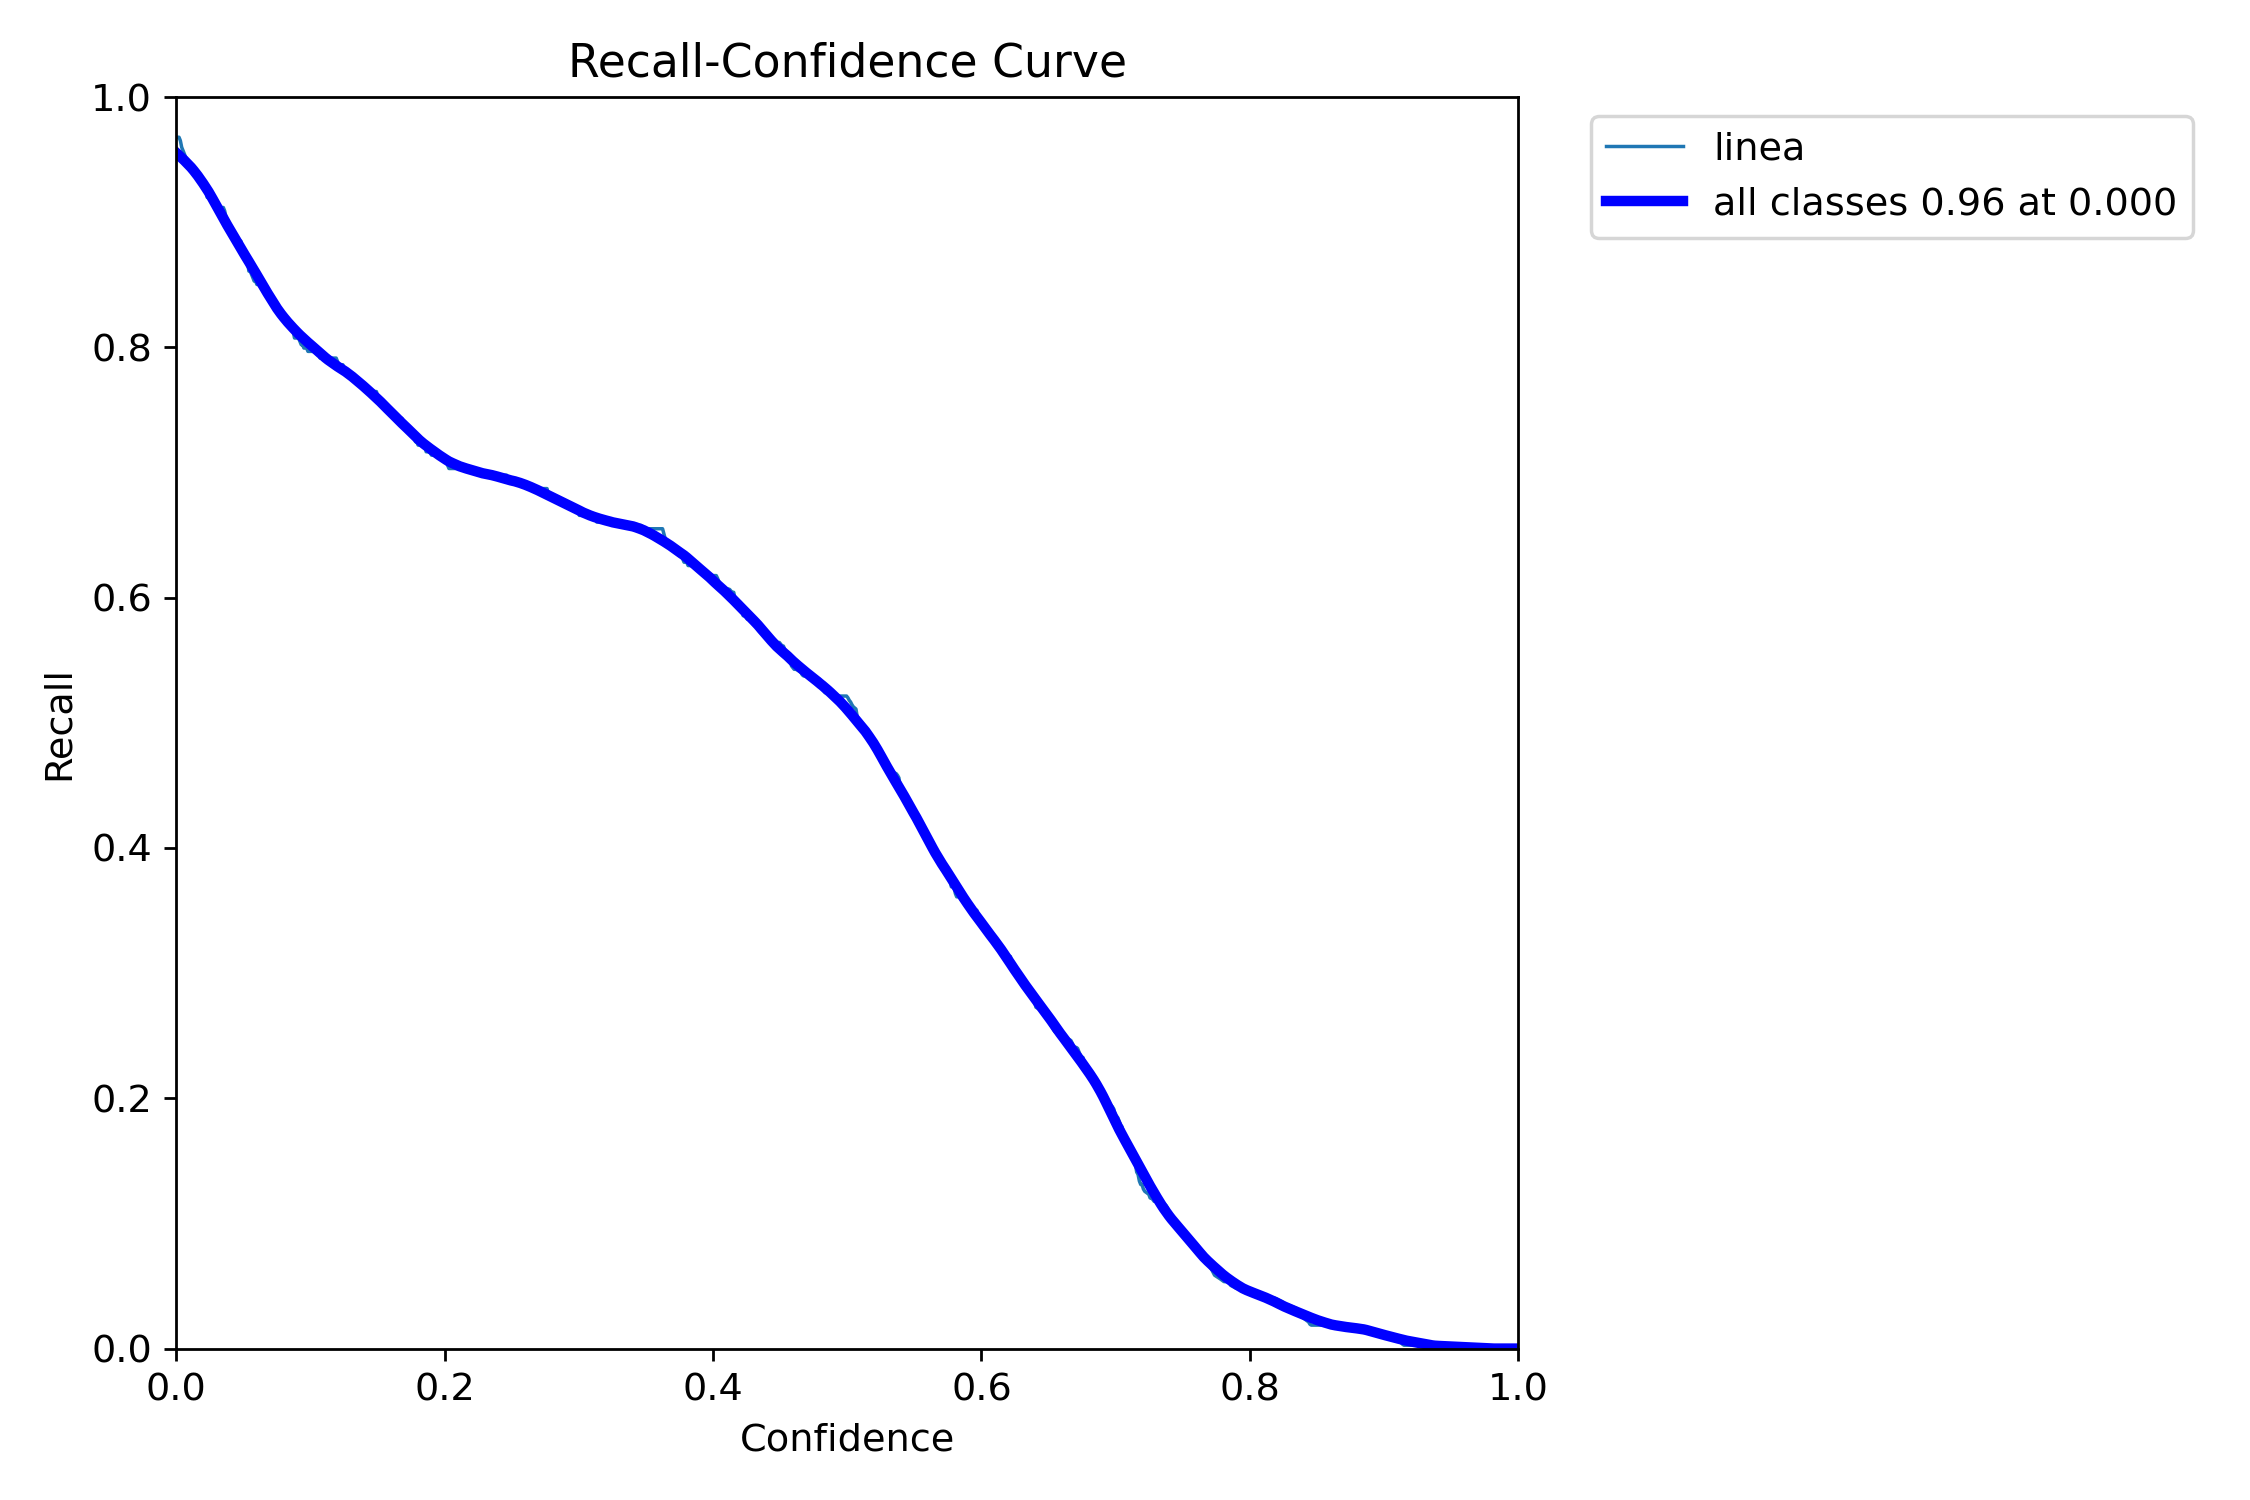 Recall-Confidence Curve
1.0
0.8
0.6
0.4
0.2
0.0
Recall
0.0 0.2 0.4 0.6 0.8 1.0
Confidence
linea
all classes 0.96 at 0.000